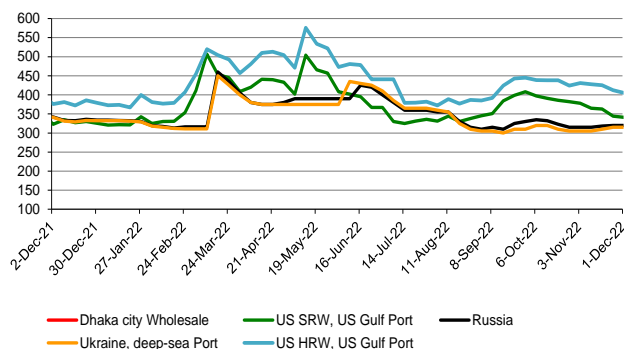 600
550
500
450
400
350
300
250
200
150
100
2-Dec-21
30-Dec-21
27-Jan-22
24-Feb-22
24-Mar-22
21-Apr-22
19-May-22
16-Jun-22
14-Jul-22
11-Aug-22
8-Sep-22
6-Oct-22
3-Nov-22
1-Dec-22
Dhaka city Wholesale
US SRW, US Gulf Port
Russia
Ukraine, deep-sea Port
US HRW, US Gulf Port